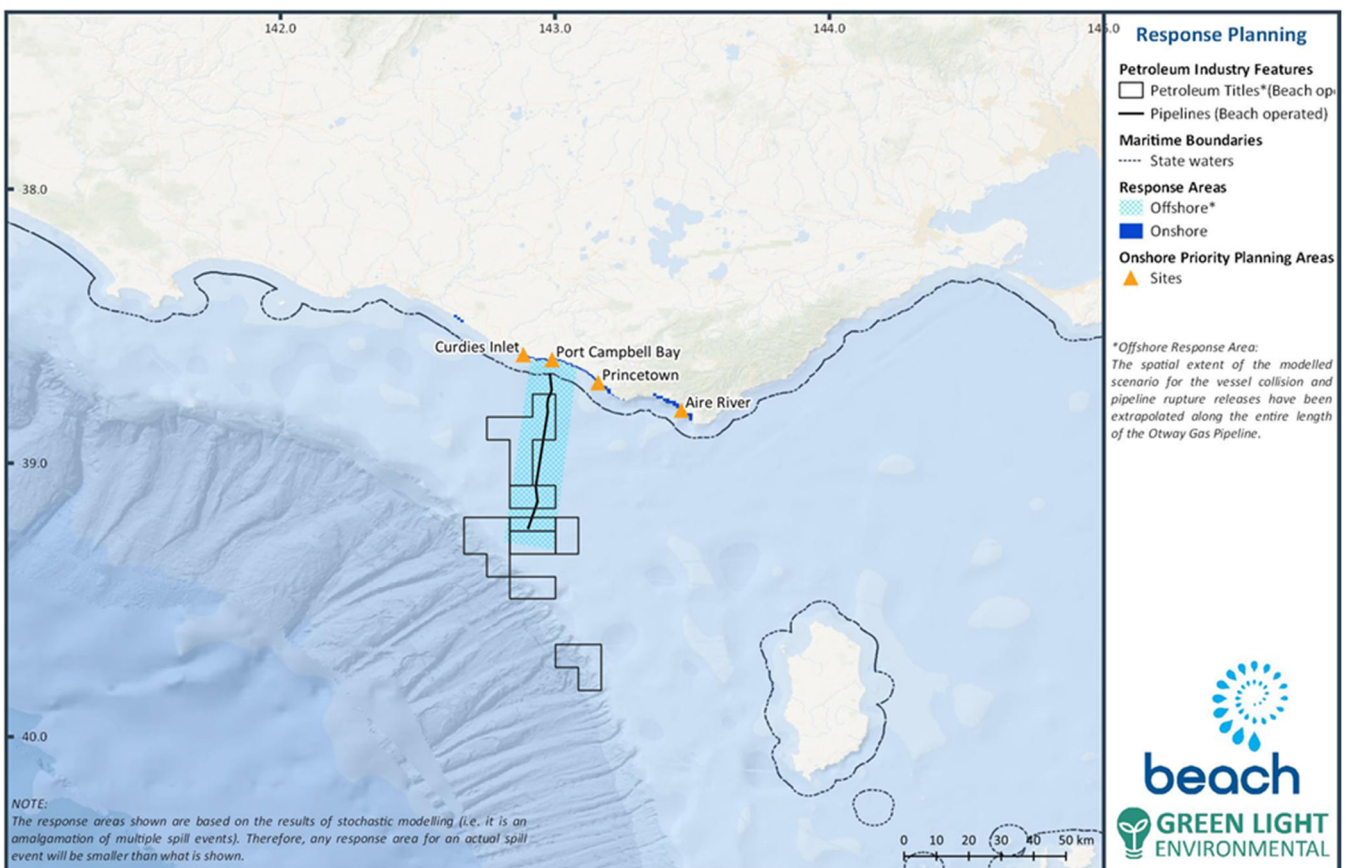 142.0 143.0 144.0 145.0
Response Planning
Petroleum Industry Features
Petroleum Titles*(Beach op
Pipelines (Beach operated)
Maritime Boundaries
State waters
Response Areas
Offshore*
Onshore
Onshore Priority Planning Areas
Sites
38.0
Curdies Inlet
Port Campbell Bay
Princetown
Aire River
*Offshore Response Area:
The spatial extent of the modelled
scenario for the vessel collision and
pipeline rupture releases have been
extrapolated along the entire length
of the Otway Gas Pipeline.
39.0
40.0
NOTE:
The response areas shown are based on the results of stochastic modelling (i.e. it is an
amalgamation of multiple spill events). Therefore, any response area for an actual spill
event will be smaller than what is shown.
0 10 20 30 40 50 km
beach
GREEN LIGHT
ENVIRONMENTAL